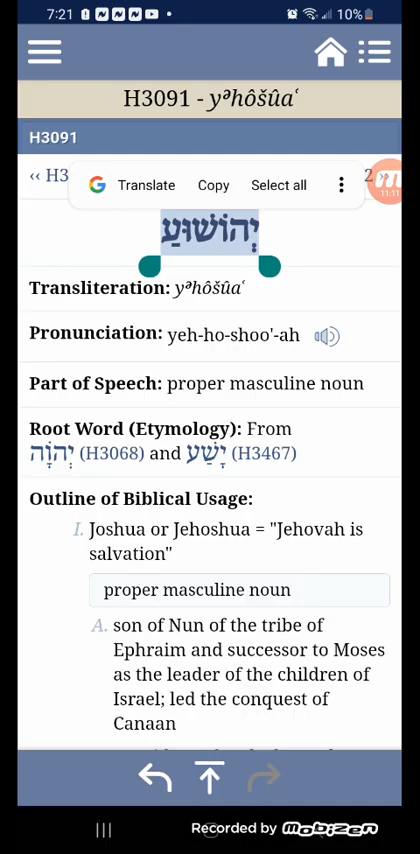 7:21 10%
H3091 - yᵊhôšûaʿ
H3091
‹‹ H3 2 ››
Translate Copy Select all
11:11
יְהוֹשׁוּעַ
Transliteration: yᵊhôšûaʿ
Pronunciation: yeh-ho-shoo'-ah
Part of Speech: proper masculine noun
Root Word (Etymology): From
יְהֹוָה (H3068) and יָשַׁע (H3467)
Outline of Biblical Usage:
I. Joshua or Jehoshua = "Jehovah is
salvation"
proper masculine noun
A. son of Nun of the tribe of
Ephraim and successor to Moses
as the leader of the children of
Israel; led the conquest of
Canaan
Recorded by mobizen